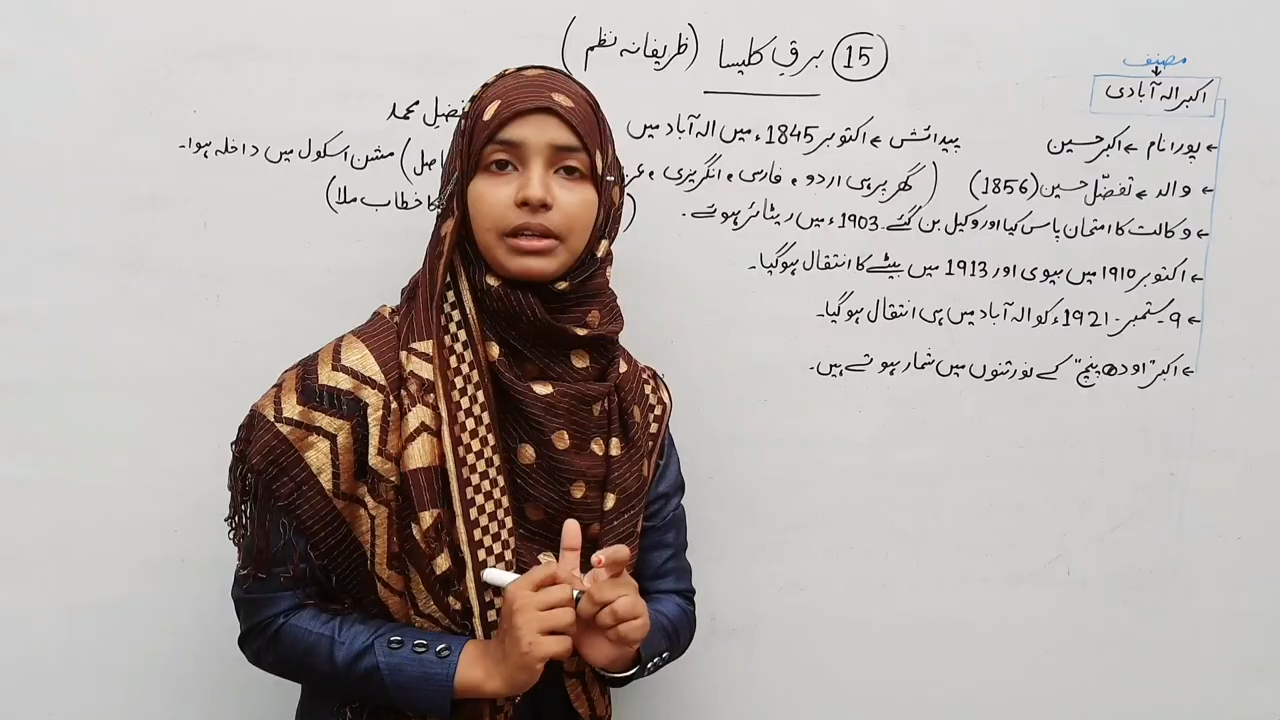 15 برقِ کلیسا (ظریفانہ نظم)
مصنف
اکبر الہ آبادی
پورا نام ← اکبر حسین پیدائش ← اکتوبر 1845ء میں الہ آباد میں فضلِ محمد
والد ← تفضّل حسین (1856) (گھر پر ہی اردو، فارسی، انگریزی، مشن اسکول میں داخلہ ہوا۔
وکالت کا امتحان پاس کیا اور وکیل بن گئے۔ 1903ء میں ریٹائر ہوئے۔ ( کا خطاب ملا)
اکتوبر ۱۹۱۰ میں بیوی اور 1913 میں بیٹے کا انتقال ہوگیا۔
۹ ستمبر 1921ء کو الہ آباد میں ہی انتقال ہوگیا۔
اکبر "اودھ پنچ" کے نورتنوں میں شمار ہوتے ہیں۔